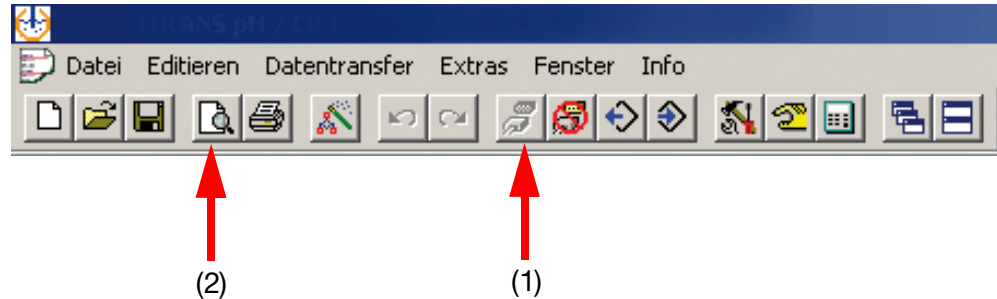 Datei Editieren Datentransfer Extras Fenster Info
(2) (1)